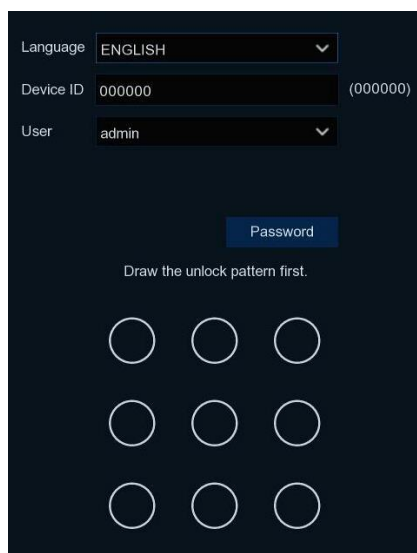 Language ENGLISH
Device ID 000000 (000000)
User admin
Password
Draw the unlock pattern first.